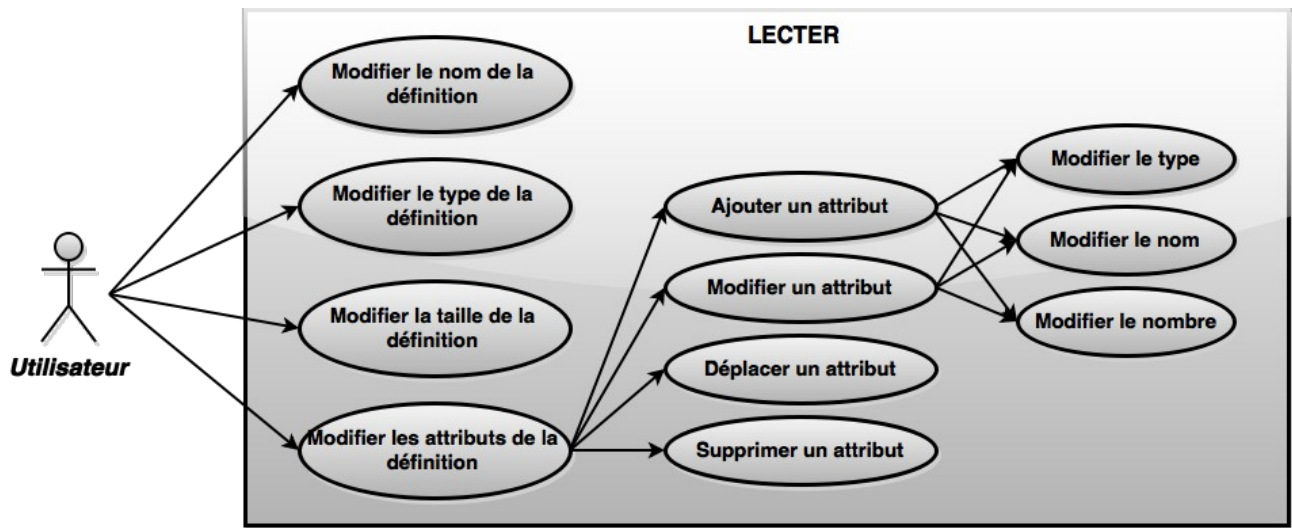 LECTER
Modifier le nom de la
définition
Modifier le type de la
définition
Modifier la taille de la
définition
Modifier les attributs de la
définition
Ajouter un attribut
Modifier un attribut
Déplacer un attribut
Supprimer un attribut
Modifier le type
Modifier le nom
Modifier le nombre
Utilisateur